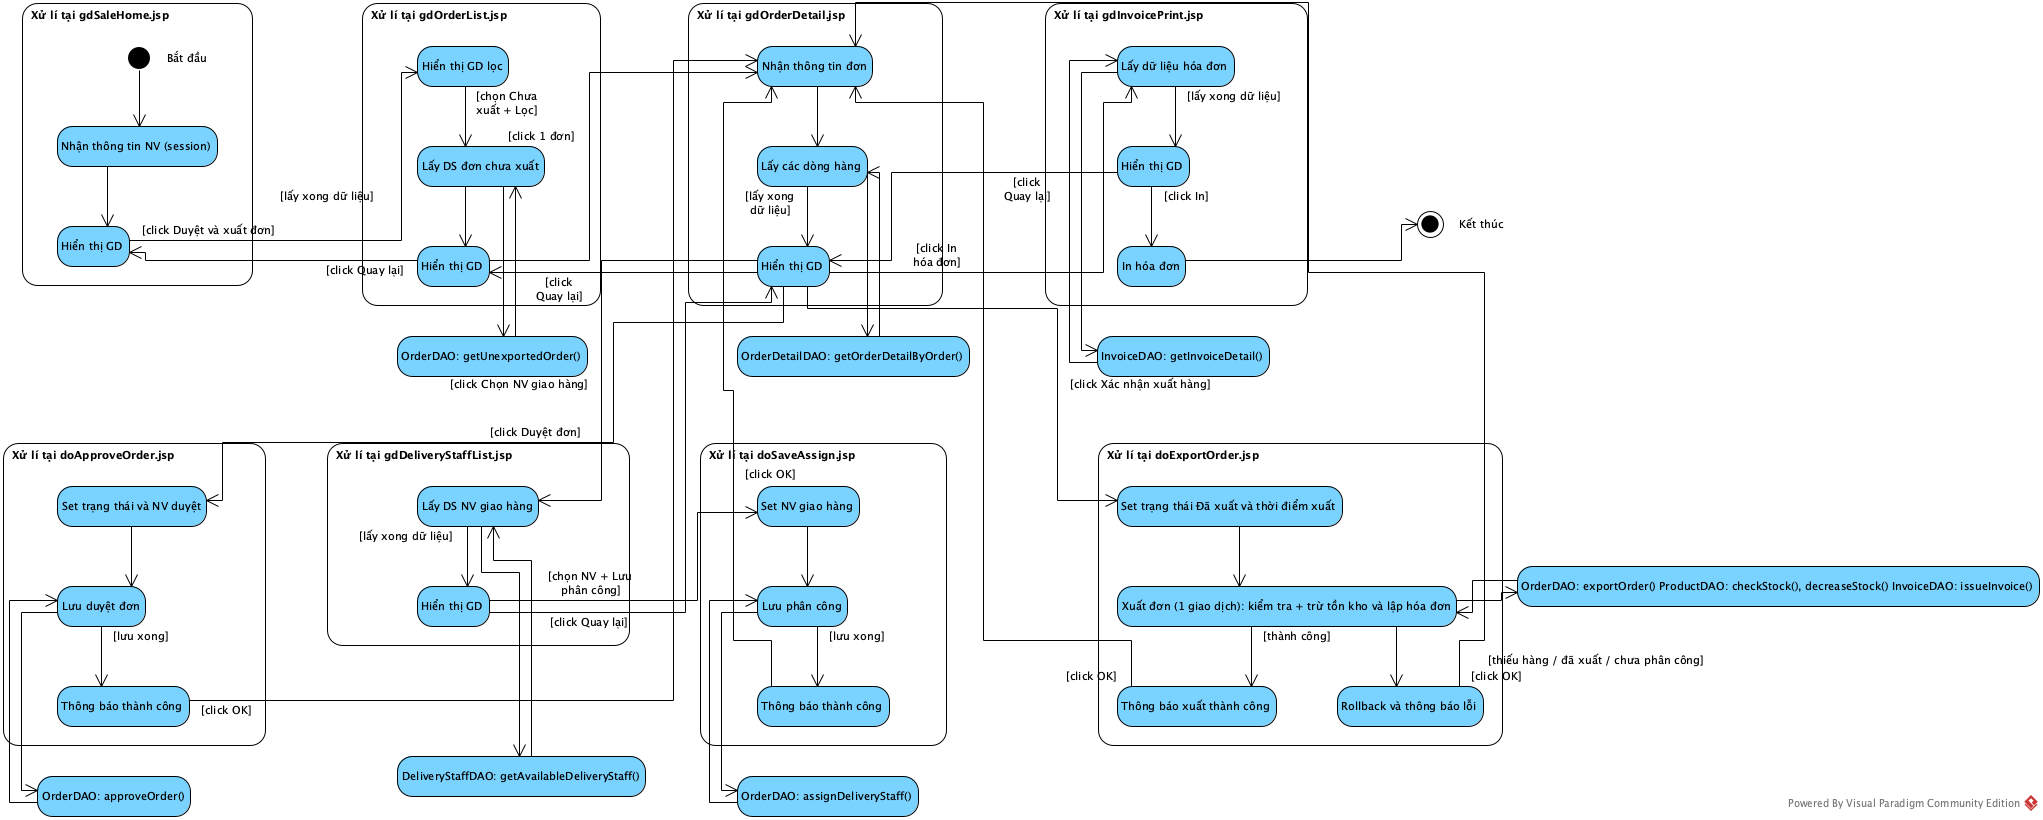 Xử lí tại gdSaleHome.jsp
Bắt đầu
Nhận thông tin NV (session)
Hiển thị GD
[click Duyệt và xuất đơn]
[lấy xong dữ liệu]
Xử lí tại gdOrderList.jsp
Hiển thị GD lọc
[chọn Chưa
xuất + Lọc]
[click 1 đơn]
Lấy DS đơn chưa xuất
Hiển thị GD
[click Quay lại]
[click
Quay lại]
OrderDAO: getUnexportedOrder()
[click Chọn NV giao hàng]
Xử lí tại gdOrderDetail.jsp
Nhận thông tin đơn
Lấy các dòng hàng
[lấy xong
dữ liệu]
Hiển thị GD
[click In
hóa đơn]
OrderDetailDAO: getOrderDetailByOrder()
Xử lí tại gdInvoicePrint.jsp
Lấy dữ liệu hóa đơn
[lấy xong dữ liệu]
Hiển thị GD
[click
Quay lại]
[click In]
In hóa đơn
Kết thúc
InvoiceDAO: getInvoiceDetail()
[click Xác nhận xuất hàng]
[click Duyệt đơn]
Xử lí tại doApproveOrder.jsp
Set trạng thái và NV duyệt
Lưu duyệt đơn
[lưu xong]
Thông báo thành công
[click OK]
OrderDAO: approveOrder()
Xử lí tại gdDeliveryStaffList.jsp
Lấy DS NV giao hàng
[lấy xong dữ liệu]
Hiển thị GD
[chọn NV + Lưu
phân công]
[click Quay lại]
DeliveryStaffDAO: getAvailableDeliveryStaff()
Xử lí tại doSaveAssign.jsp
[click OK]
Set NV giao hàng
Lưu phân công
[lưu xong]
Thông báo thành công
OrderDAO: assignDeliveryStaff()
Xử lí tại doExportOrder.jsp
Set trạng thái Đã xuất và thời điểm xuất
Xuất đơn (1 giao dịch): kiểm tra + trừ tồn kho và lập hóa đơn
OrderDAO: exportOrder() ProductDAO: checkStock(), decreaseStock() InvoiceDAO: issueInvoice()
[thành công]
[thiếu hàng / đã xuất / chưa phân công]
[click OK]
[click OK]
Thông báo xuất thành công
Rollback và thông báo lỗi
Powered By Visual Paradigm Community Edition